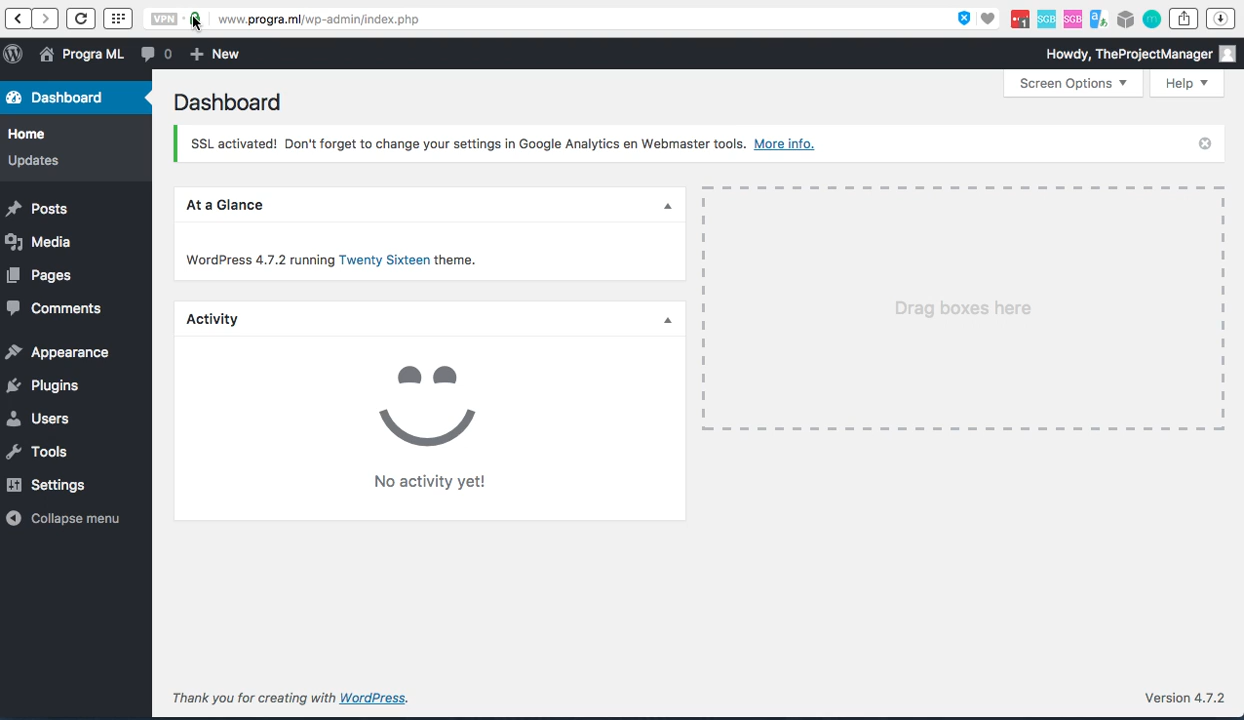 VPN www.progra.ml/wp-admin/index.php 1 SGB SGB a m
Progra ML 0 New Howdy, TheProjectManager
Dashboard
Home
Updates
Posts
Media
Pages
Comments
Appearance
Plugins
Users
Tools
Settings
Collapse menu
Screen Options Help
Dashboard
SSL activated! Don't forget to change your settings in Google Analytics en Webmaster tools. More info.
At a Glance
WordPress 4.7.2 running Twenty Sixteen theme.
Activity
No activity yet!
Drag boxes here
Thank you for creating with WordPress. Version 4.7.2